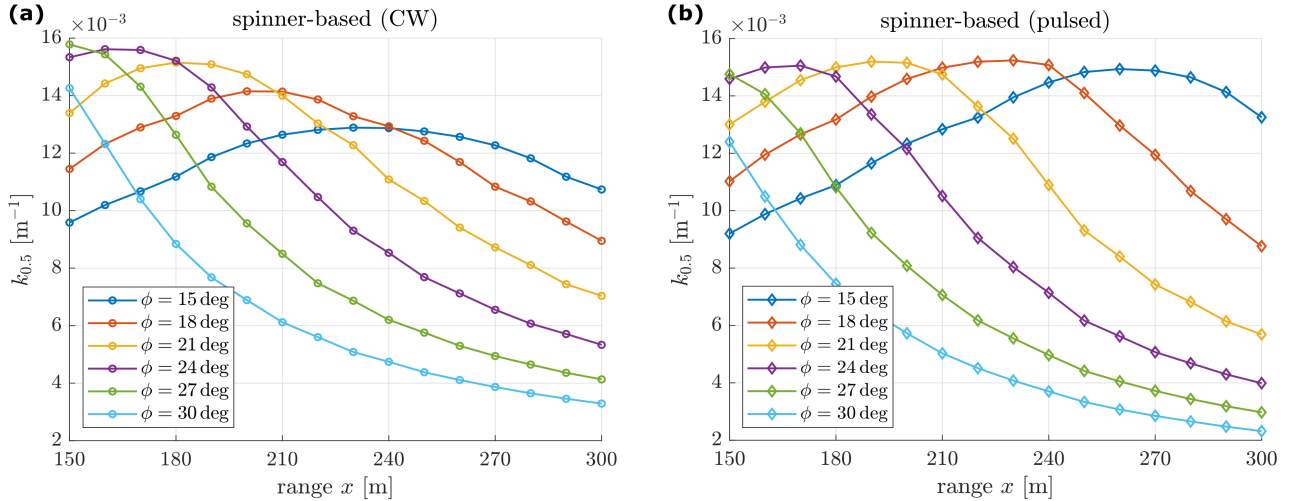 (a)
spinner-based (CW)
×10⁻³
16
14
12
10
8
6
4
2
k₀.₅ [m⁻¹]
ϕ = 15 deg
ϕ = 18 deg
ϕ = 21 deg
ϕ = 24 deg
ϕ = 27 deg
ϕ = 30 deg
150 180 210 240 270 300
range x [m]
(b)
spinner-based (pulsed)
×10⁻³
16
14
12
10
8
6
4
2
k₀.₅ [m⁻¹]
ϕ = 15 deg
ϕ = 18 deg
ϕ = 21 deg
ϕ = 24 deg
ϕ = 27 deg
ϕ = 30 deg
150 180 210 240 270 300
range x [m]